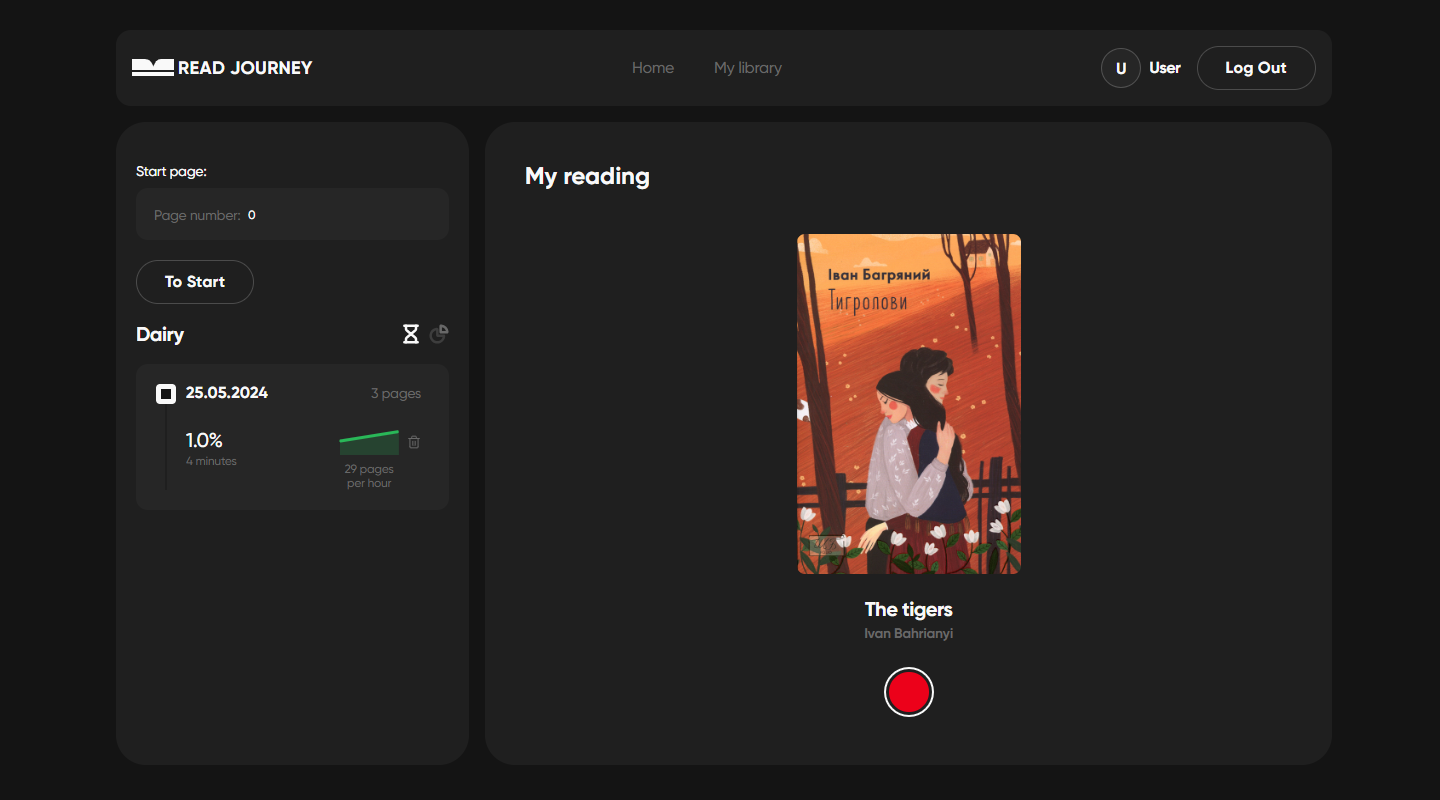 READ JOURNEY
Home
My library
U
User
Log Out
Start page:
Page number: 0
To Start
Dairy
25.05.2024
3 pages
1.0%
4 minutes
29 pages
per hour
My reading
Іван Багряний
Тигролови
The tigers
Ivan Bahrianyi